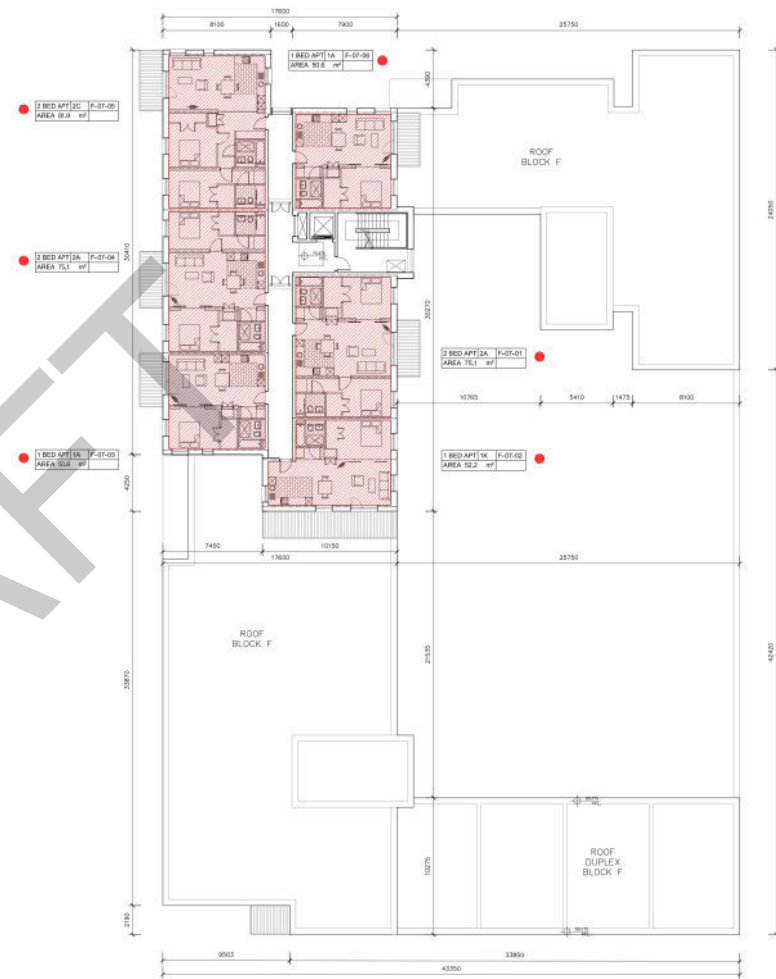 17600
8100 1600 7900 25750
1 BED APT 1A F-07-06
AREA 50,6 m²
4390
2 BED APT 2C F-07-05
AREA 81,9 m²
ROOF
BLOCK F
24050
30410
2 BED APT 2A F-07-04
AREA 75,1 m²
30270
2 BED APT 2A F-07-01
AREA 75,1 m²
10765 5410 1475 8100
1 BED APT 1A F-07-03
AREA 50,6 m²
1 BED APT 1K F-07-02
AREA 52,2 m²
4250
7450 10150
17600 25750
ROOF
BLOCK F
21535
33870
42420
ROOF
DUPLEX
BLOCK F
10275
2190
9503 33850
43350
AFT